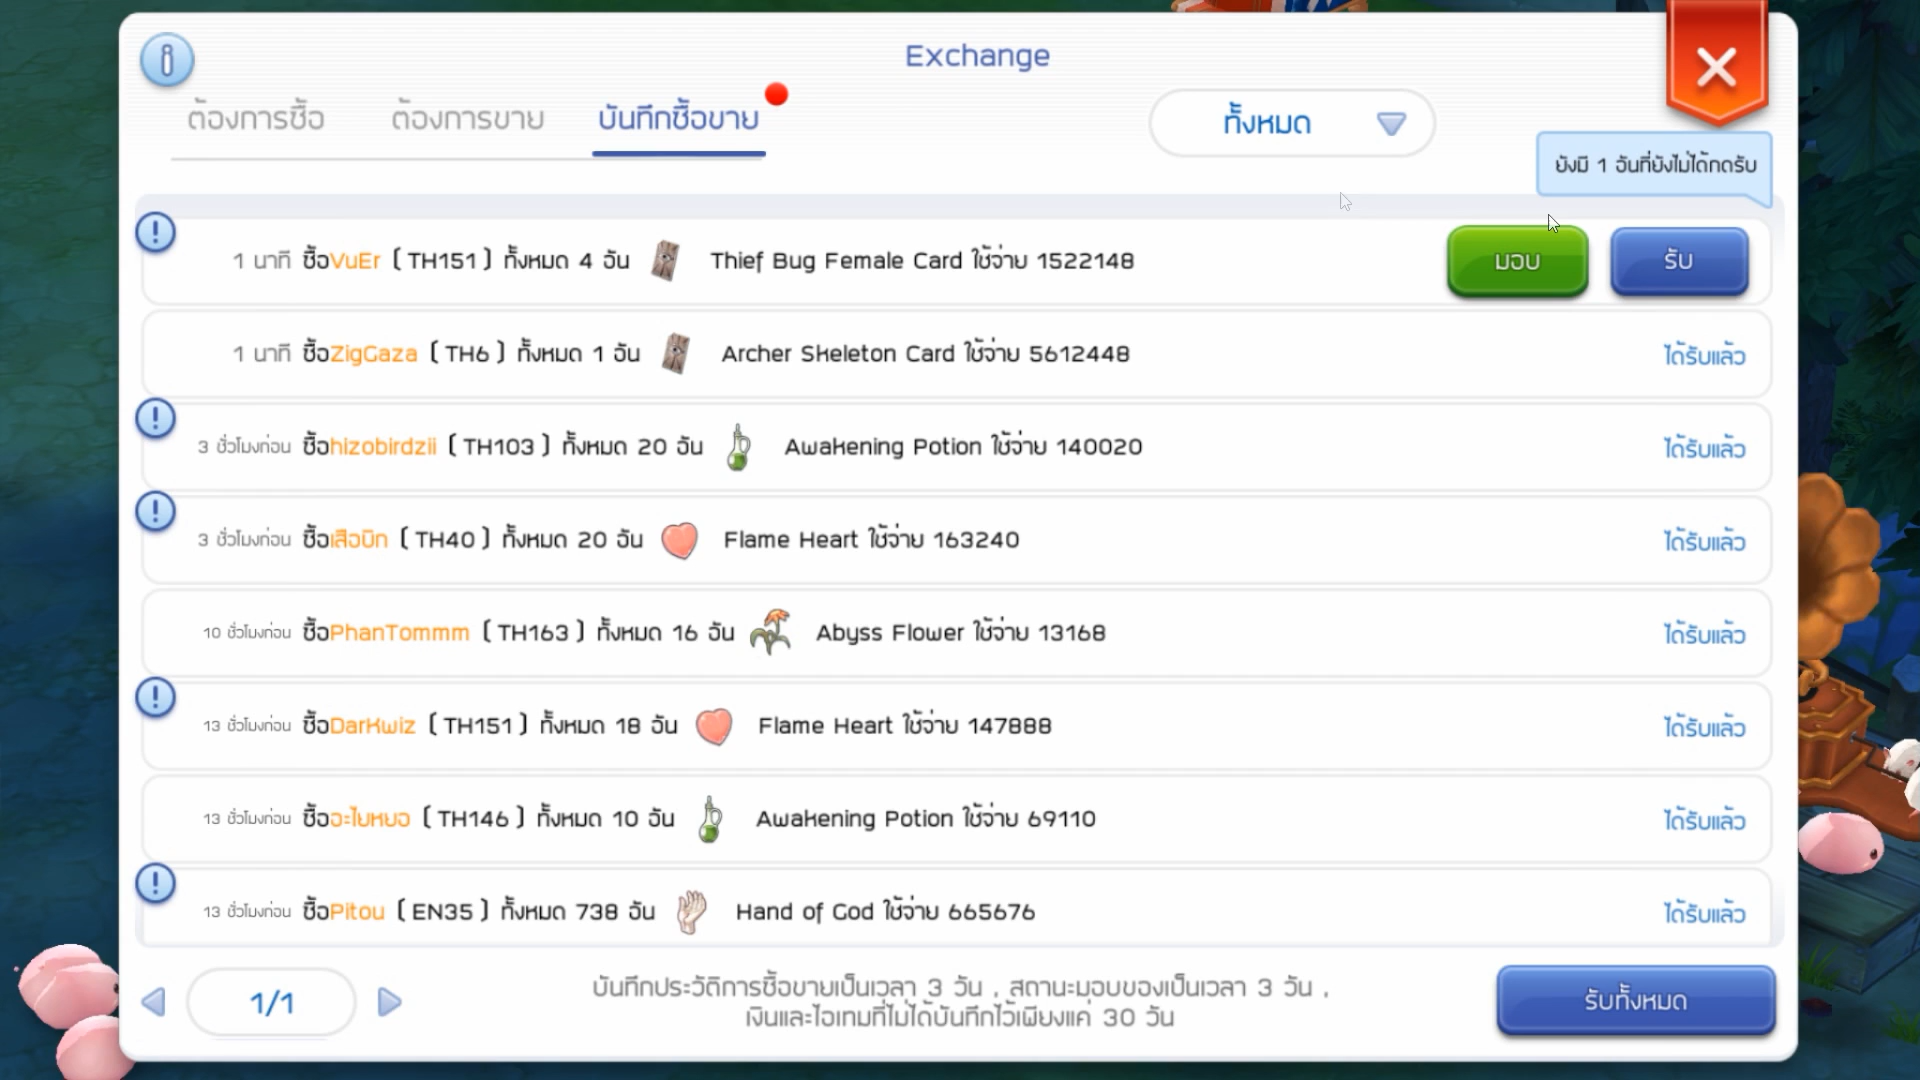 Exchange
ต้องการซื้อ
ต้องการขาย
บันทึกซื้อขาย
ทั้งหมด
ยังมี 1 อันที่ยังไม่ได้กดรับ
1 นาที ซื้อVuEr (TH151) ทั้งหมด 4 อัน Thief Bug Female Card ใช้จ่าย 1522148
มอบ
รับ
1 นาที ซื้อZigGaza (TH6) ทั้งหมด 1 อัน Archer Skeleton Card ใช้จ่าย 5612448
ได้รับแล้ว
3 ชั่วโมงก่อน ซื้อhizobirdzii (TH103) ทั้งหมด 20 อัน Awakening Potion ใช้จ่าย 140020
ได้รับแล้ว
3 ชั่วโมงก่อน ซื้อเสือบิท (TH40) ทั้งหมด 20 อัน Flame Heart ใช้จ่าย 163240
ได้รับแล้ว
10 ชั่วโมงก่อน ซื้อPhanTommm (TH163) ทั้งหมด 16 อัน Abyss Flower ใช้จ่าย 13168
ได้รับแล้ว
13 ชั่วโมงก่อน ซื้อDarKwiz (TH151) ทั้งหมด 18 อัน Flame Heart ใช้จ่าย 147888
ได้รับแล้ว
13 ชั่วโมงก่อน ซื้ออะไยหยอ (TH146) ทั้งหมด 10 อัน Awakening Potion ใช้จ่าย 69110
ได้รับแล้ว
13 ชั่วโมงก่อน ซื้อPitou (EN35) ทั้งหมด 738 อัน Hand of God ใช้จ่าย 665676
ได้รับแล้ว
1/1
บันทึกประวัติการซื้อขายเป็นเวลา 3 วัน , สถานะมอบของเป็นเวลา 3 วัน ,
เงินและไอเทมที่ไม่ได้บันทึกไว้เพียงแค่ 30 วัน
รับทั้งหมด